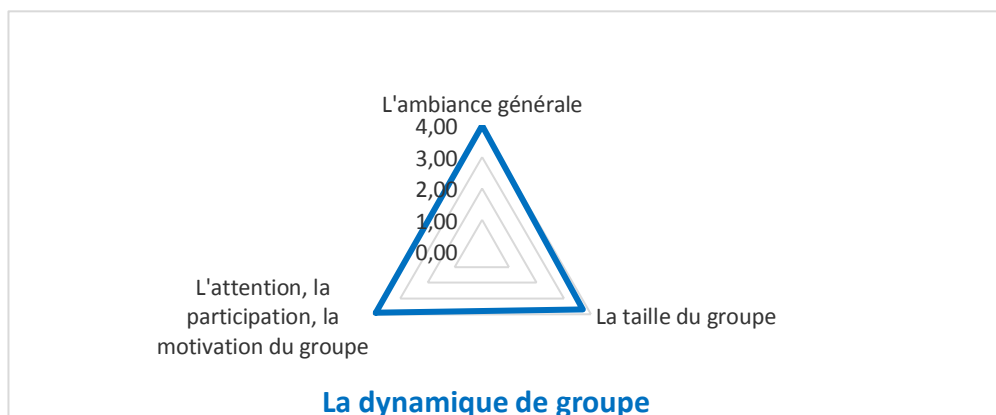 L'ambiance générale
4,00
3,00
2,00
1,00
0,00
L'attention, la
participation, la
motivation du groupe
La taille du groupe
La dynamique de groupe